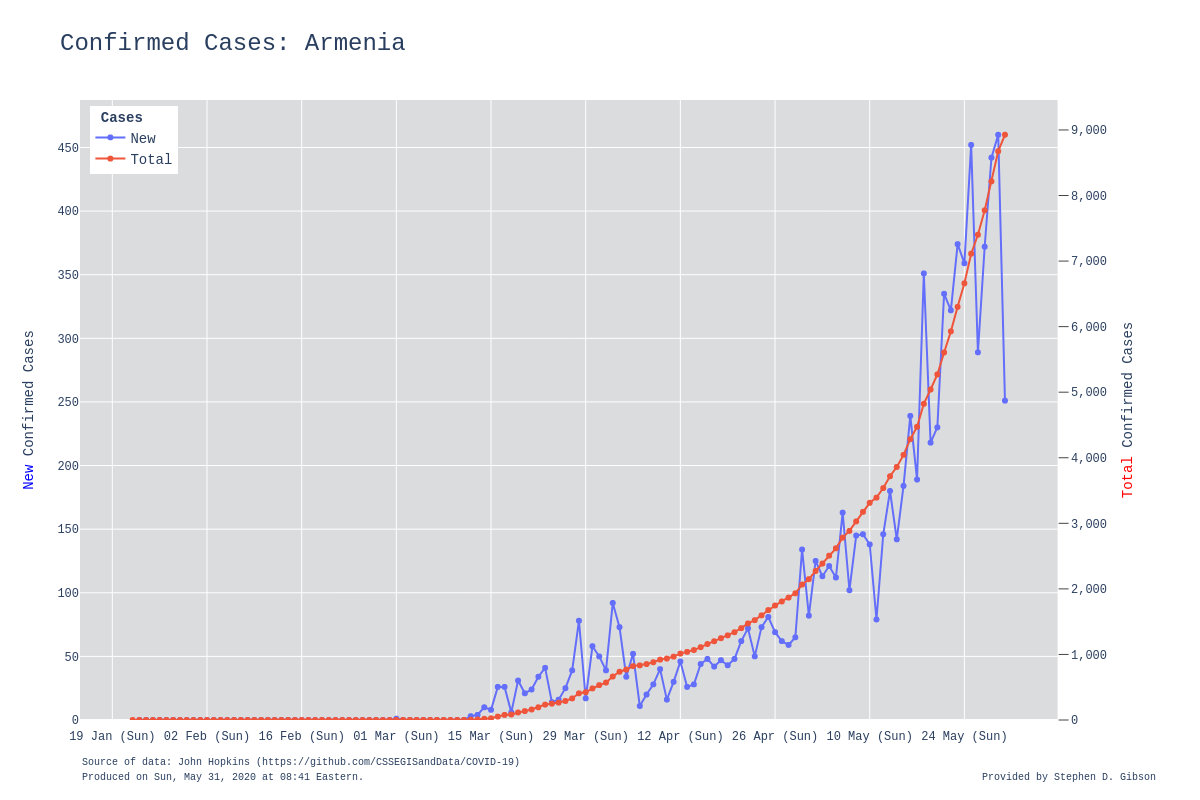 Confirmed Cases: Armenia
Cases
New
Total
450
400
350
300
250
200
150
100
50
0
New Confirmed Cases
9,000
8,000
7,000
6,000
5,000
4,000
3,000
2,000
1,000
0
Total Confirmed Cases
19 Jan (Sun) 02 Feb (Sun) 16 Feb (Sun) 01 Mar (Sun) 15 Mar (Sun) 29 Mar (Sun) 12 Apr (Sun) 26 Apr (Sun) 10 May (Sun) 24 May (Sun)
Source of data: John Hopkins (https://github.com/CSSEGISandData/COVID-19)
Produced on Sun, May 31, 2020 at 08:41 Eastern.
Provided by Stephen D. Gibson